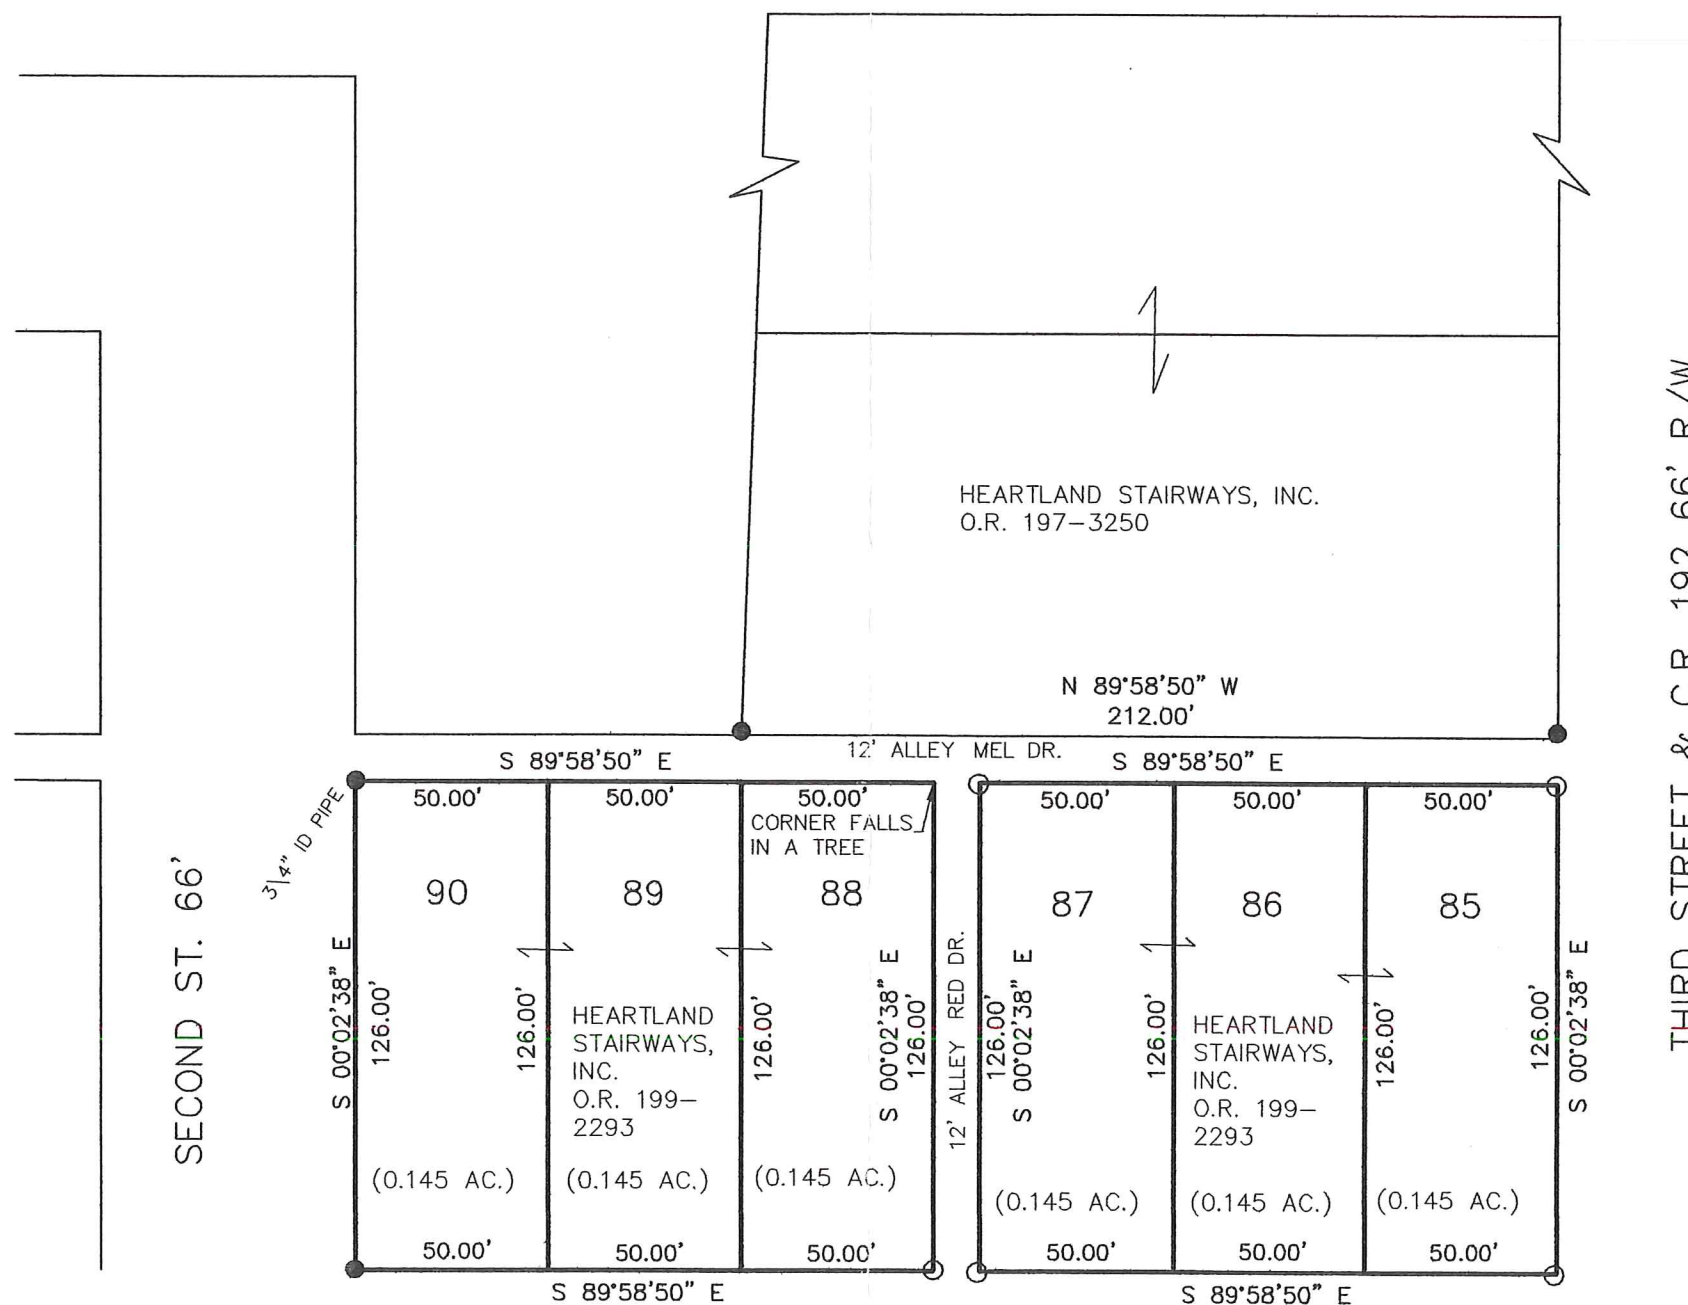 HEARTLAND STAIRWAYS, INC.
O.R. 197–3250
N 89°58'50" W
212.00'
12' ALLEY MEL DR.
S 89°58'50" E
S 89°58'50" E
3\4" ID PIPE
50.00'
50.00'
50.00'
50.00'
50.00'
50.00'
CORNER FALLS
IN A TREE
90
89
88
87
86
85
SECOND ST. 66'
S 00°02'38" E
126.00'
126.00'
HEARTLAND
STAIRWAYS,
INC.
O.R. 199–
2293
126.00'
S 00°02'38" E
126.00'
12' ALLEY RED DR.
126.00'
S 00°02'38" E
126.00'
HEARTLAND
STAIRWAYS,
INC.
O.R. 199–
2293
126.00'
126.00'
S 00°02'38" E
THIRD STREET & C.R. 192 66' R/W
(0.145 AC.)
(0.145 AC.)
(0.145 AC.)
(0.145 AC.)
(0.145 AC.)
(0.145 AC.)
50.00'
50.00'
50.00'
50.00'
50.00'
50.00'
S 89°58'50" E
S 89°58'50" E